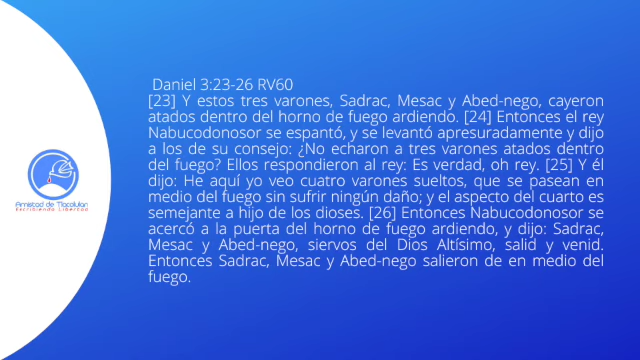 Daniel 3:23-26 RV60
[23] Y estos tres varones, Sadrac, Mesac y Abed-nego, cayeron
atados dentro del horno de fuego ardiendo. [24] Entonces el rey
Nabucodonosor se espantó, y se levantó apresuradamente y dijo
a los de su consejo: ¿No echaron a tres varones atados dentro
del fuego? Ellos respondieron al rey: Es verdad, oh rey. [25] Y él
dijo: He aquí yo veo cuatro varones sueltos, que se pasean en
medio del fuego sin sufrir ningún daño; y el aspecto del cuarto es
semejante a hijo de los dioses. [26] Entonces Nabucodonosor se
acercó a la puerta del horno de fuego ardiendo, y dijo: Sadrac,
Mesac y Abed-nego, siervos del Dios Altísimo, salid y venid.
Entonces Sadrac, Mesac y Abed-nego salieron de en medio del
fuego.
Amistad de Tlacolulan
Escribiendo Libertad